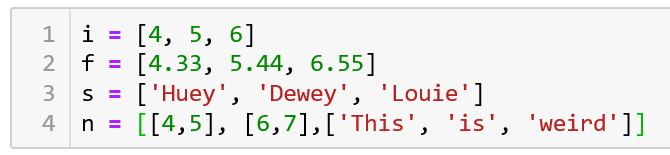 1 i = [4, 5, 6]
2 f = [4.33, 5.44, 6.55]
3 s = ['Huey', 'Dewey', 'Louie']
4 n = [[4,5], [6,7],['This', 'is', 'weird']]